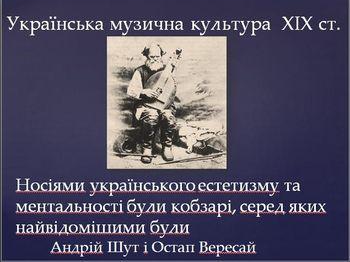 Українська музична культура XIX ст.
Носіями українського естетизму та
ментальності були кобзарі, серед яких
найвідомішими були
Андрій Шут і Остап Вересай